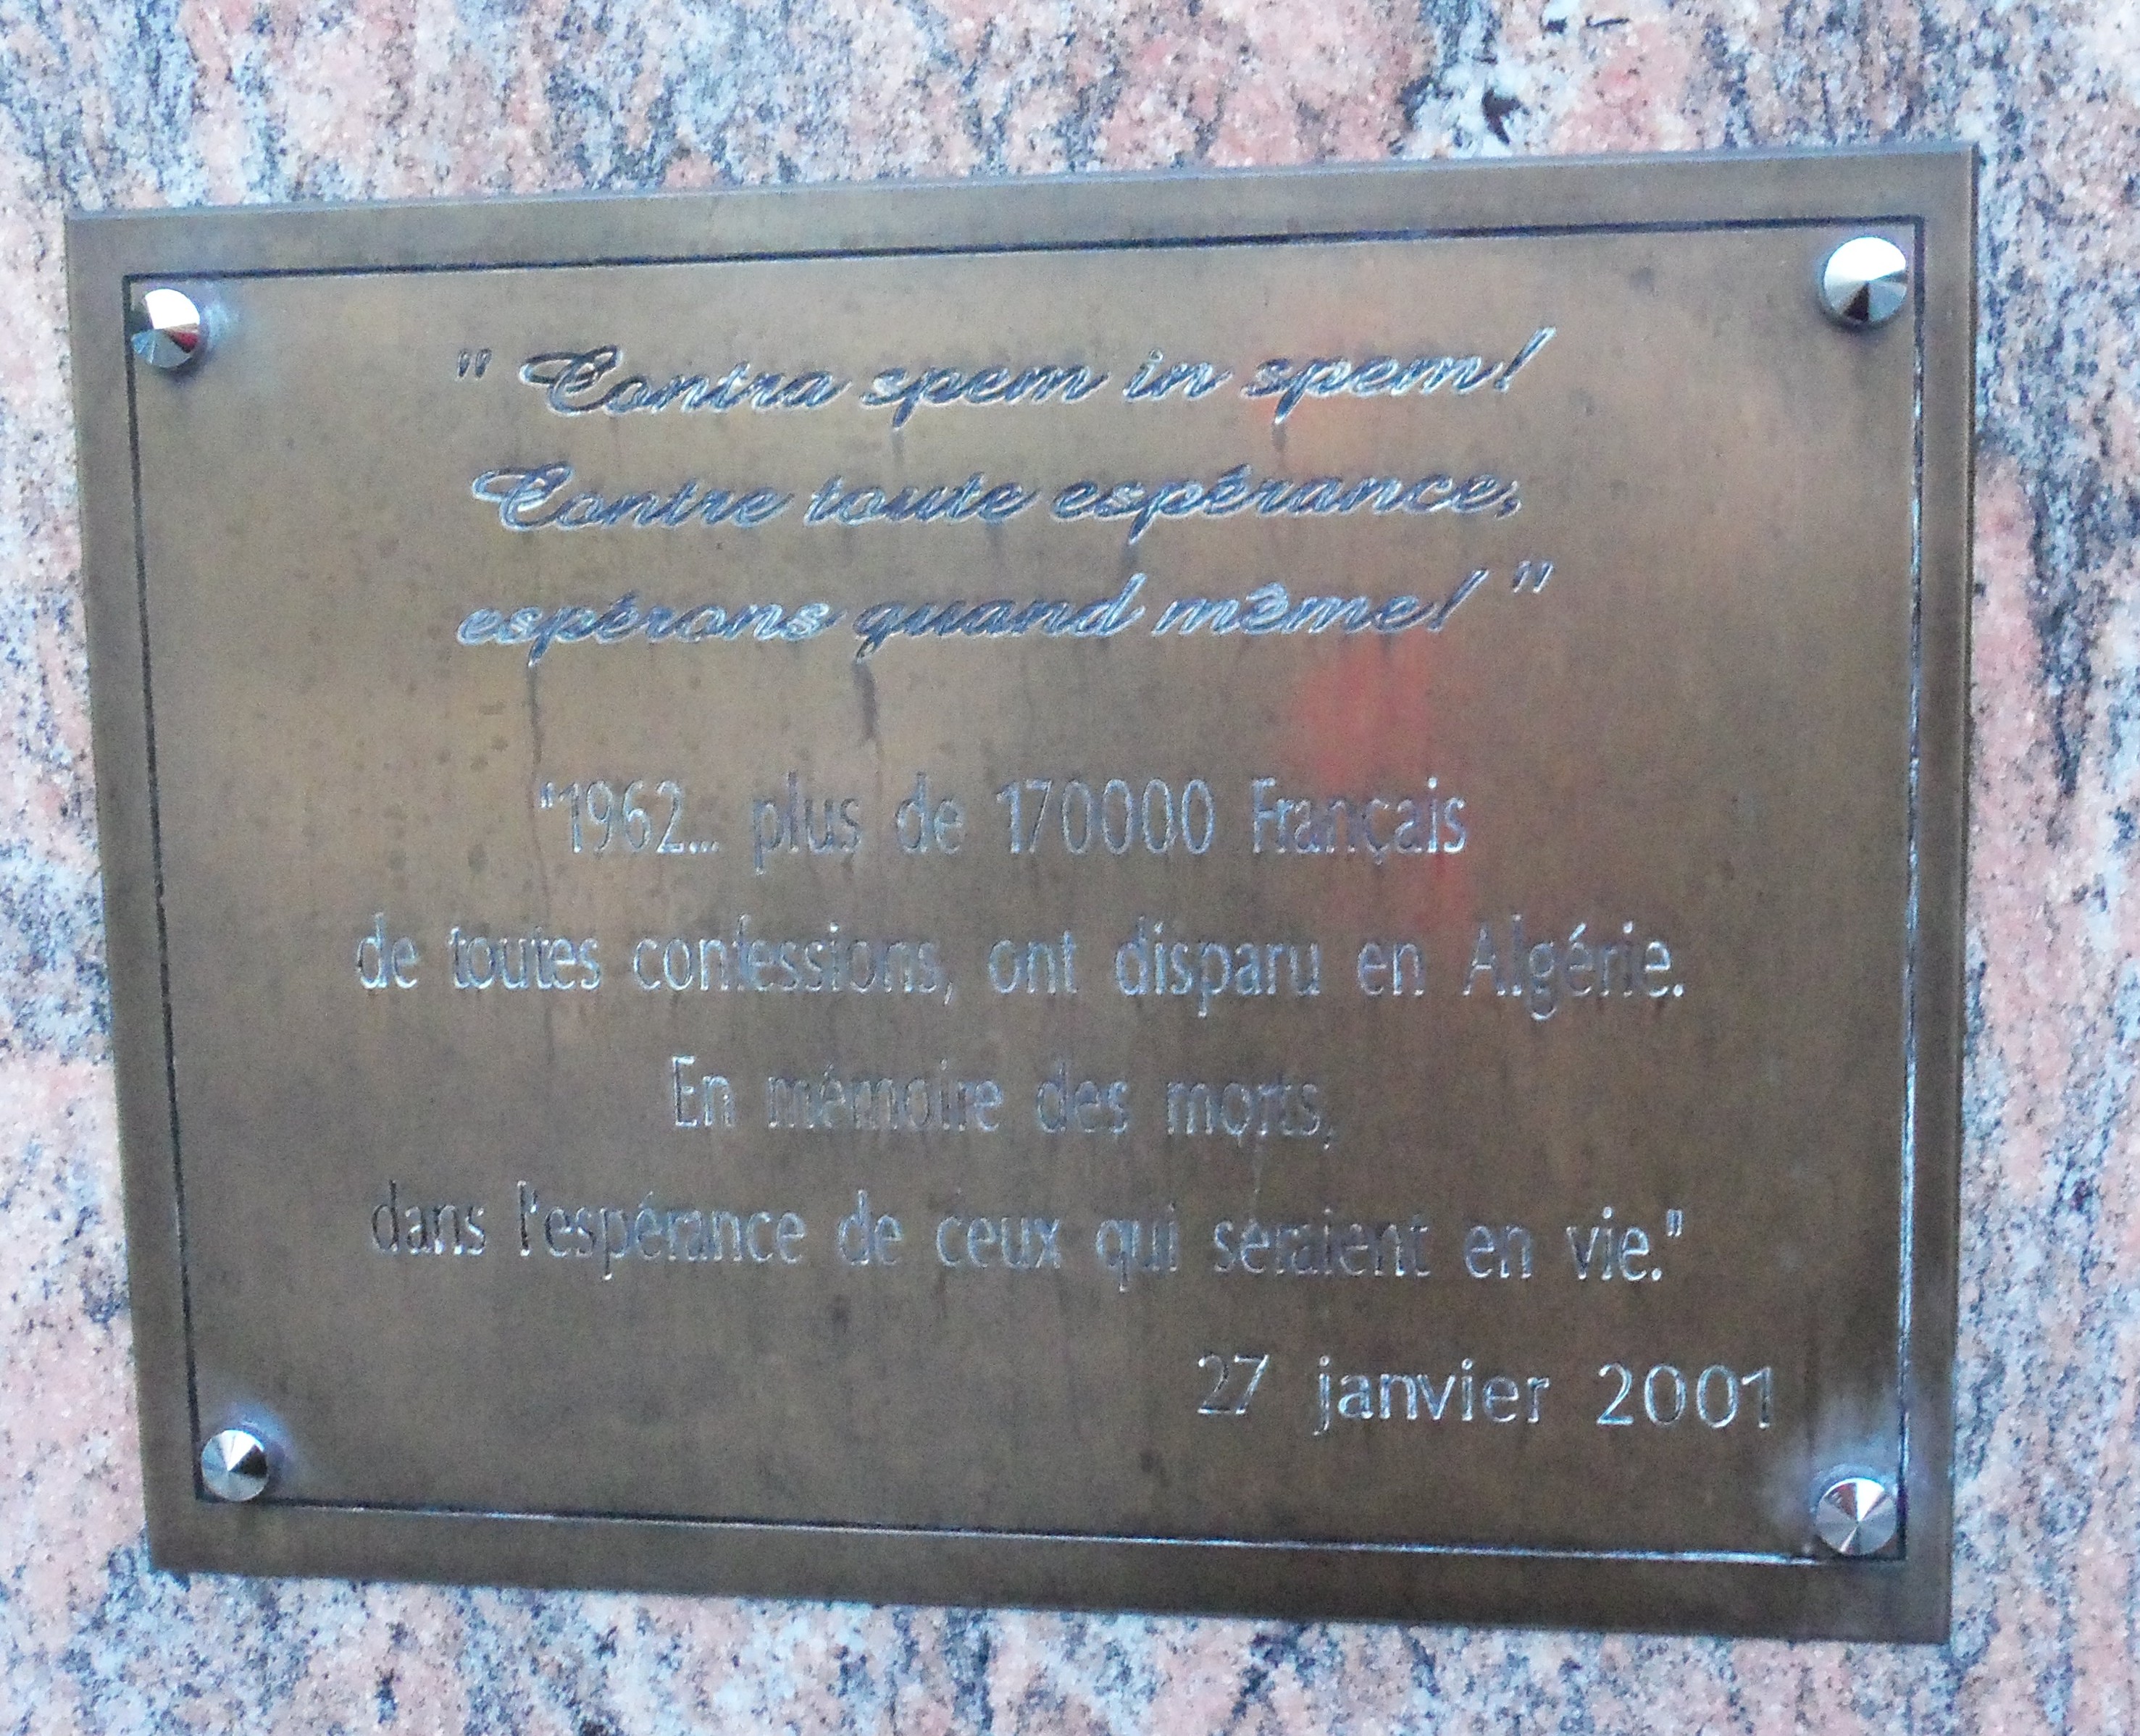 " Contra spem in spem!
Contre toute espérance,
espérons quand même! "
"1962... plus de 170000 Français
de toutes confessions, ont disparu en Algérie.
En mémoire des morts,
dans l'espérance de ceux qui seraient en vie."
27 janvier 2001